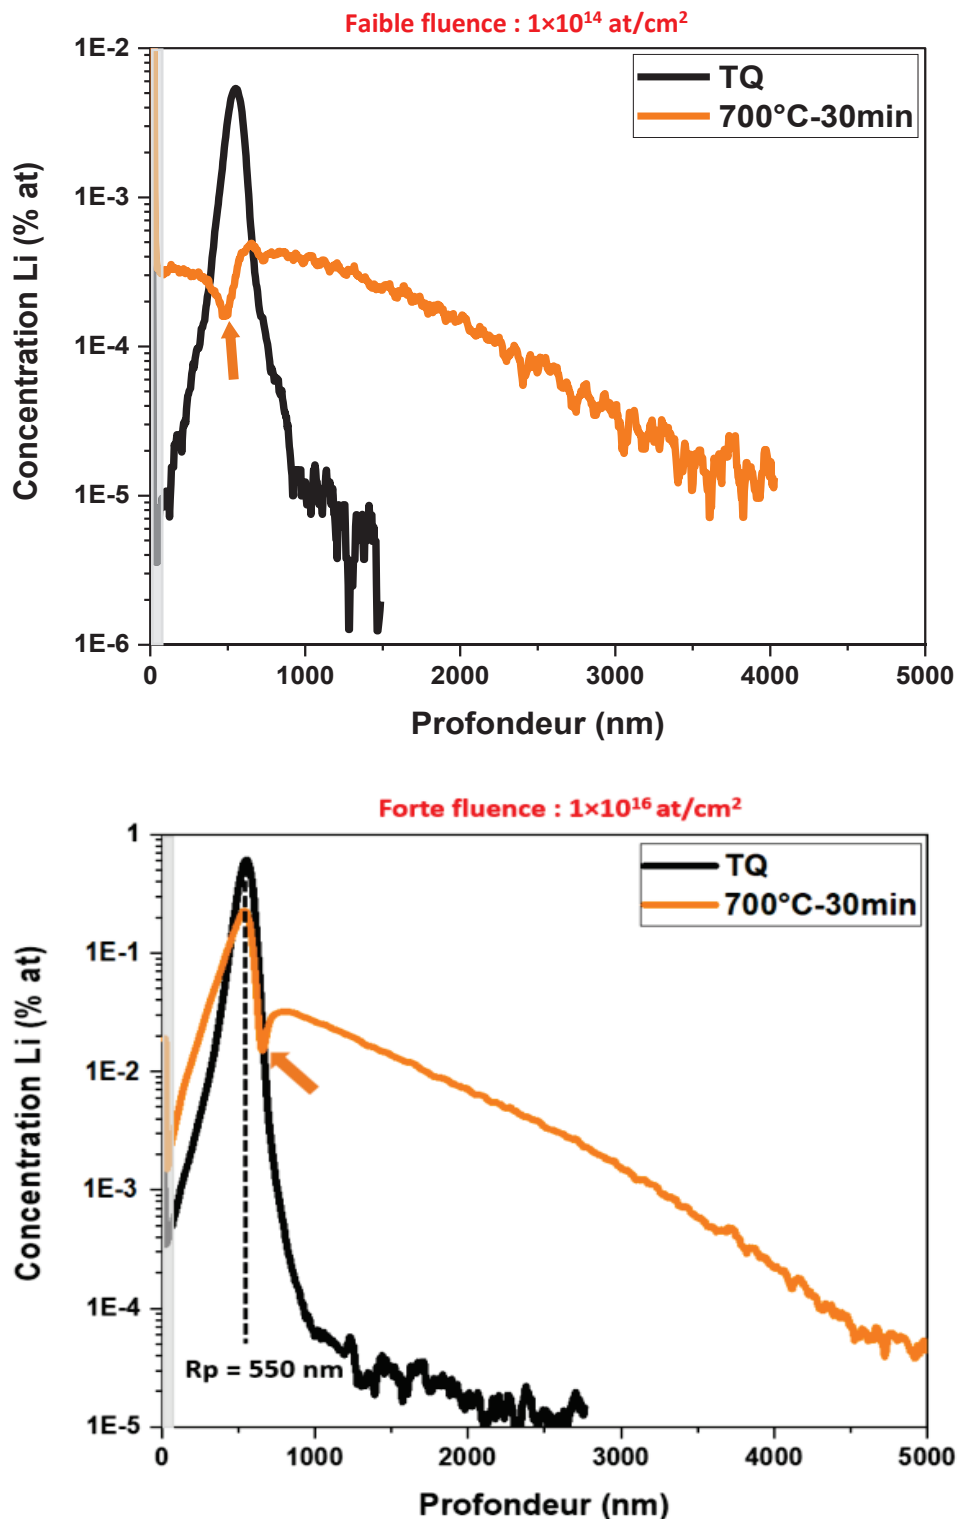 Faible fluence : 1×10¹⁴ at/cm²
1E-2
1E-3
1E-4
1E-5
1E-6
Concentration Li (% at)
TQ
700°C-30min
0 1000 2000 3000 4000 5000
Profondeur (nm)
Forte fluence : 1×10¹⁶ at/cm²
1
1E-1
1E-2
1E-3
1E-4
1E-5
Concentration Li (% at)
TQ
700°C-30min
Rp = 550 nm
0 1000 2000 3000 4000 5000
Profondeur (nm)